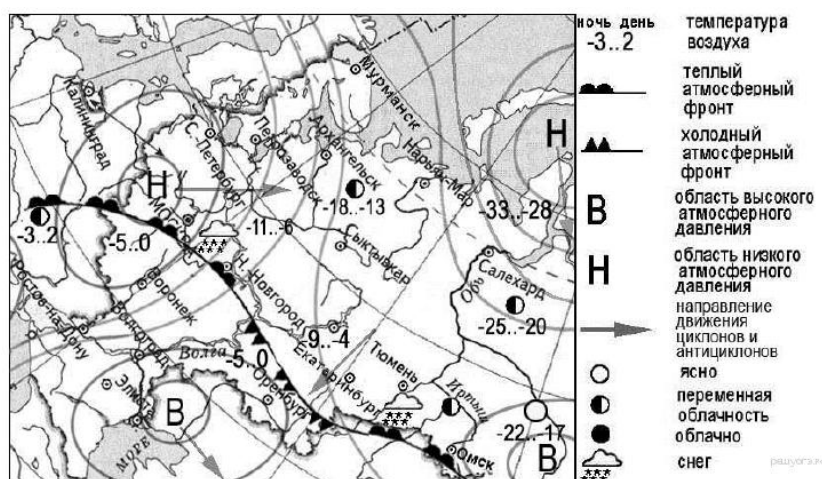 Калининград
С.-Петербург
Петрозаводск
Архангельск
Мурманск
Нарьян-Мар
Н
Н
МОСКВА
-3..2
-5..0
-11..-6
-18..-13
-33..-28
Сыктывкар
Салехард
Обь
-25..-20
Воронеж
Н. Новгород
Ростов-на-Дону
Волгоград
Волга
-5..0
-9..-4
Екатеринбург
Тюмень
Оренбург
Элиста
В
МОРЕ
Иртыш
Омск
-22..-17
В
ночь день
-3..2
температура
воздуха
теплый
атмосферный
фронт
холодный
атмосферный
фронт
В
область высокого
атмосферного
давления
Н
область низкого
атмосферного
давления
направление
движения
циклонов и
антициклонов
ясно
переменная
облачность
облачно
снег